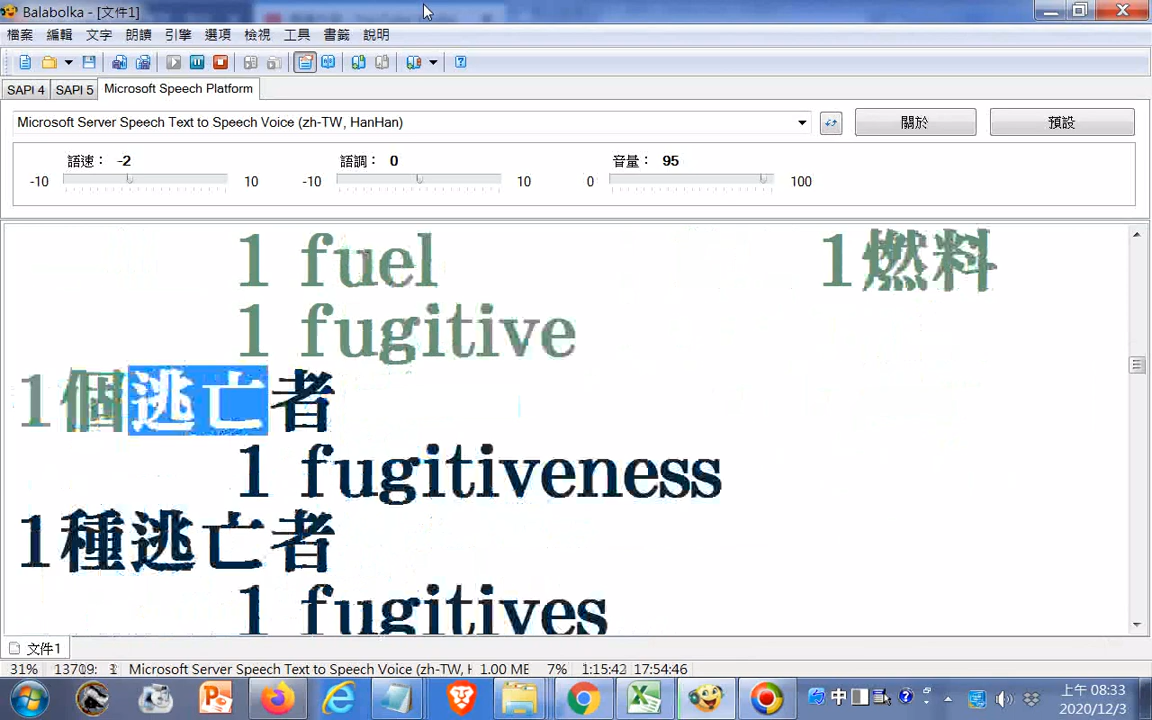 Balabolka - [文件1]
檔案 編輯 文字 朗讀 引擎 選項 檢視 工具 書籤 說明
SAPI 4 SAPI 5 Microsoft Speech Platform
Microsoft Server Speech Text to Speech Voice (zh-TW, HanHan) 關於 預設
語速： -2 語調： 0 音量： 95
-10 10 -10 10 0 100
1 fuel 1燃料
1 fugitive
1個逃亡者
1 fugitiveness
1種逃亡者
1 fugitives
文件1
31% 13709: Microsoft Server Speech Text to Speech Voice (zh-TW, 1.00 ME 7% 1:15:42 17:54:46
中 上午 08:33
2020/12/3